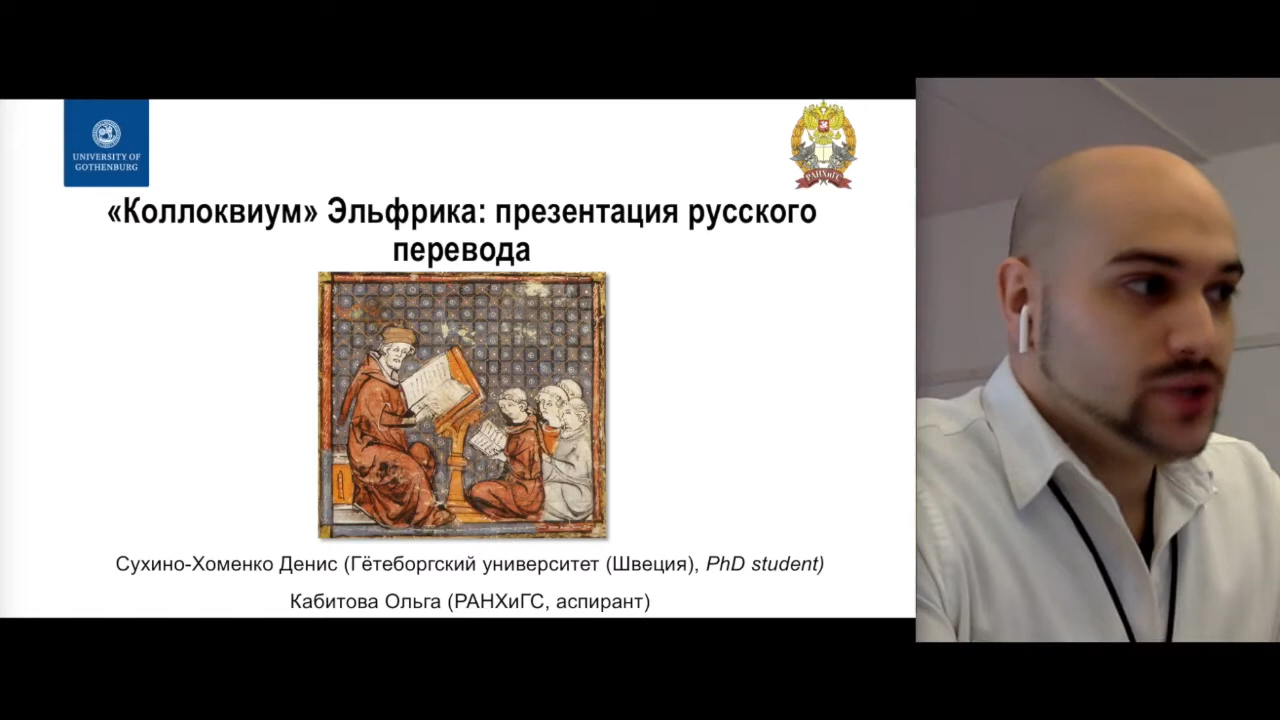 UNIVERSITY OF
GOTHENBURG
РАНХиГС
«Коллоквиум» Эльфрика: презентация русского
перевода
Сухино-Хоменко Денис (Гётеборгский университет (Швеция), PhD student)
Кабитова Ольга (РАНХиГС, аспирант)